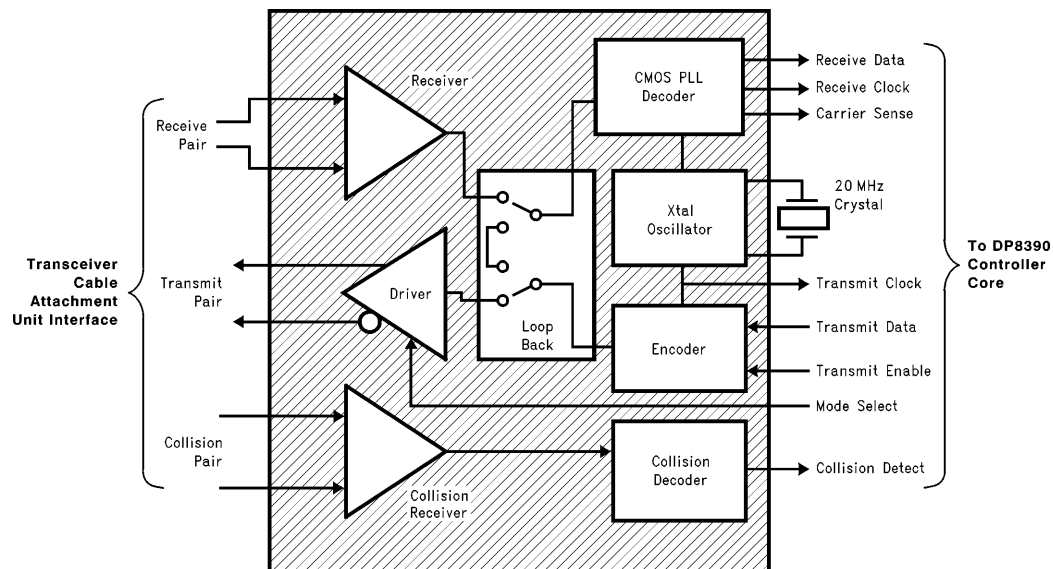 Transceiver
Cable
Attachment
Unit Interface
Receive
Pair
Transmit
Pair
Collision
Pair
Receiver
Driver
Collision
Receiver
Loop
Back
CMOS PLL
Decoder
Xtal
Oscillator
Encoder
Collision
Decoder
Receive Data
Receive Clock
Carrier Sense
20 MHz
Crystal
Transmit Clock
Transmit Data
Transmit Enable
Mode Select
Collision Detect
To DP8390
Controller
Core